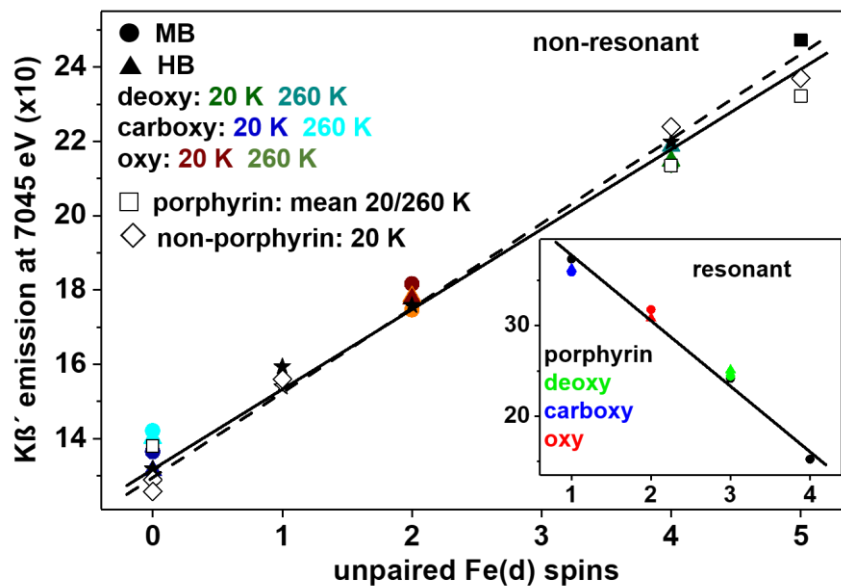 Kß´ emission at 7045 eV (x10)
24
22
20
18
16
14
MB
HB
deoxy: 20 K 260 K
carboxy: 20 K 260 K
oxy: 20 K 260 K
porphyrin: mean 20/260 K
non-porphyrin: 20 K
non-resonant
resonant
30
20
porphyrin
deoxy
carboxy
oxy
1 2 3 4
0 1 2 3 4 5
unpaired Fe(d) spins